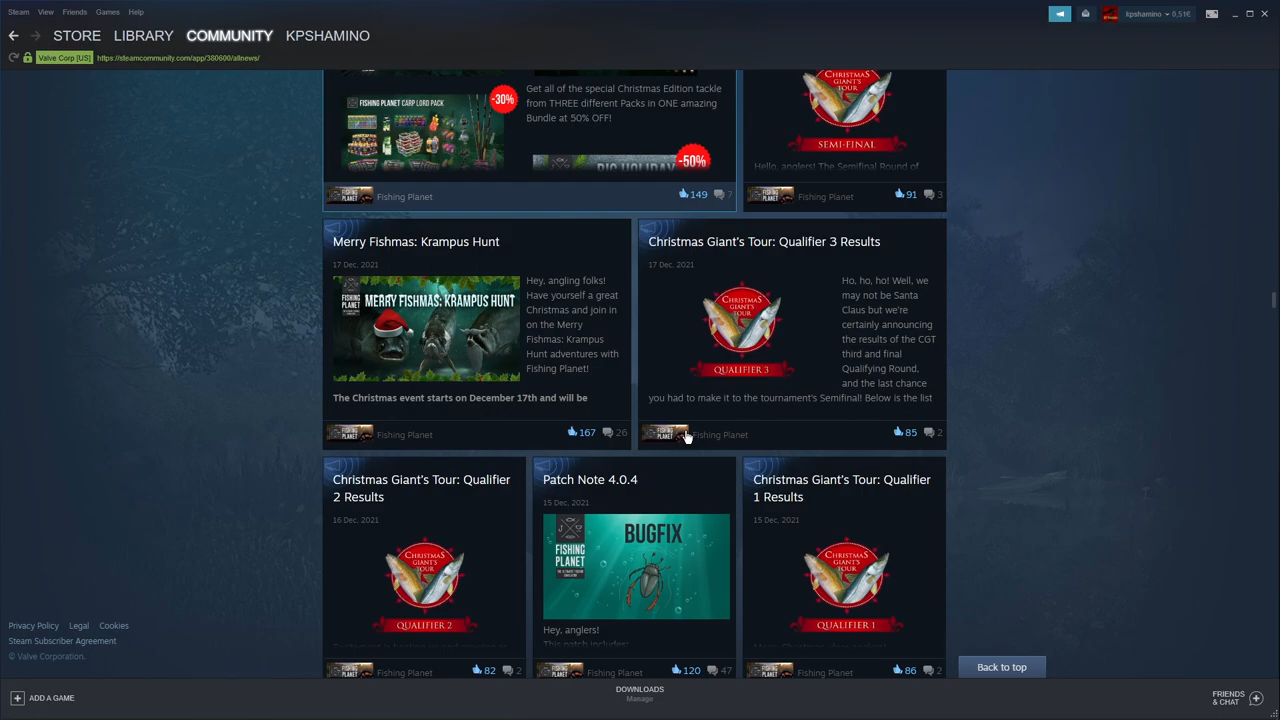 Steam View Friends Games Help
kpshamino 0,51€
STORE LIBRARY COMMUNITY KPSHAMINO
Valve Corp [US] https://steamcommunity.com/app/380600/allnews/
FISHING PLANET CARP LORD PACK
-30%
Get all of the special Christmas Edition tackle
from THREE different Packs in ONE amazing
Bundle at 50% OFF!
-50%
Fishing Planet 149 7
CHRISTMAS
GIANT'S
TOUR
SEMI-FINAL
Hello, anglers! The Semifinal Round of
Fishing Planet 91 3
Merry Fishmas: Krampus Hunt
17 Dec, 2021
FISHING
PLANET
MERRY FISHMAS: KRAMPUS HUNT
Hey, angling folks!
Have yourself a great
Christmas and join in
on the Merry
Fishmas: Krampus
Hunt adventures with
Fishing Planet!
The Christmas event starts on December 17th and will be
Fishing Planet 167 26
Christmas Giant's Tour: Qualifier 3 Results
17 Dec, 2021
CHRISTMAS
GIANT'S
TOUR
QUALIFIER 3
Ho, ho, ho! Well, we
may not be Santa
Claus but we're
certainly announcing
the results of the CGT
third and final
Qualifying Round,
and the last chance
you had to make it to the tournament's Semifinal! Below is the list
Fishing Planet 85 2
Christmas Giant's Tour: Qualifier
2 Results
16 Dec, 2021
CHRISTMAS
GIANT'S
TOUR
QUALIFIER 2
Fishing Planet 82 2
Patch Note 4.0.4
15 Dec, 2021
FISHING
PLANET
BUGFIX
Hey, anglers!
This patch includes:
Fishing Planet 120 47
Christmas Giant's Tour: Qualifier
1 Results
15 Dec, 2021
CHRISTMAS
GIANT'S
TOUR
QUALIFIER 1
Fishing Planet 86 2
Privacy Policy Legal Cookies
Steam Subscriber Agreement
© Valve Corporation.
Back to top
ADD A GAME
DOWNLOADS
Manage
FRIENDS
& CHAT